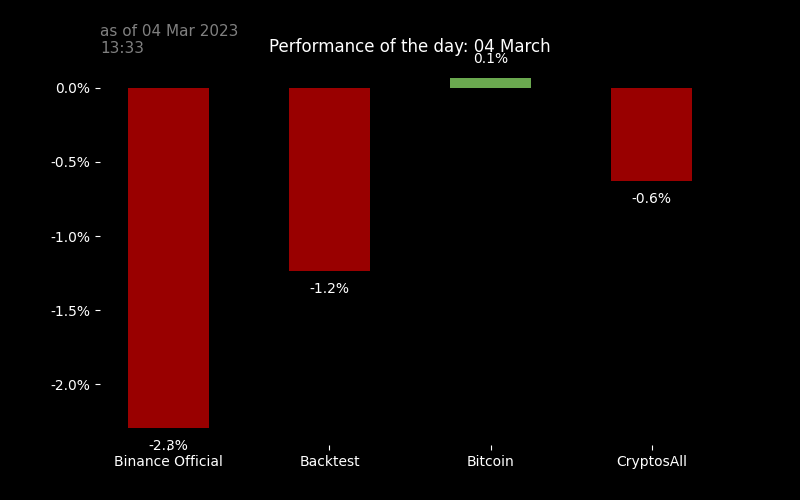 as of 04 Mar 2023
13:33
Performance of the day: 04 March
0.1%
0.0%
-0.5%
-0.6%
-1.0%
-1.2%
-1.5%
-2.0%
-2.3%
Binance Official
Backtest
Bitcoin
CryptosAll